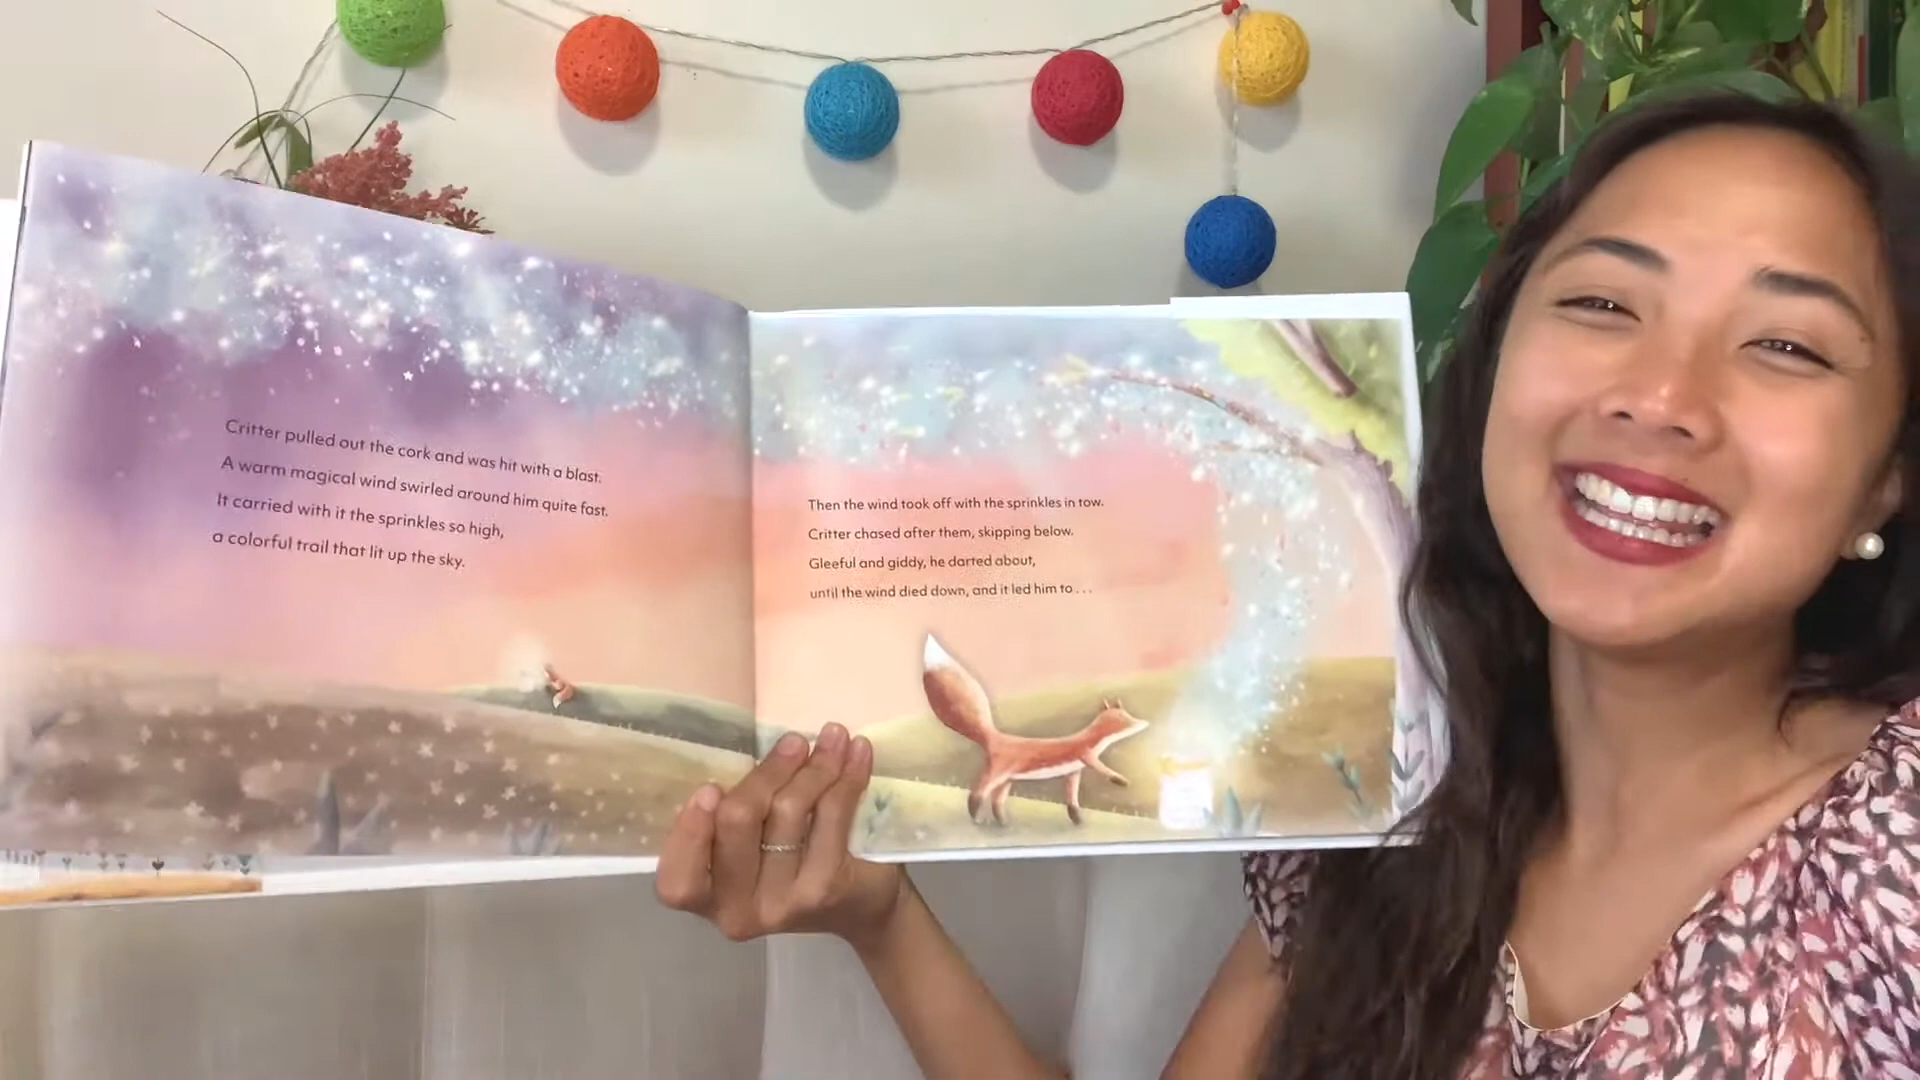 Critter pulled out the cork and was hit with a blast.
A warm magical wind swirled around him quite fast.
It carried with it the sprinkles so high,
a colorful trail that lit up the sky.
Then the wind took off with the sprinkles in tow.
Critter chased after them, skipping below.
Gleeful and giddy, he darted about,
until the wind died down, and it led him to . . .